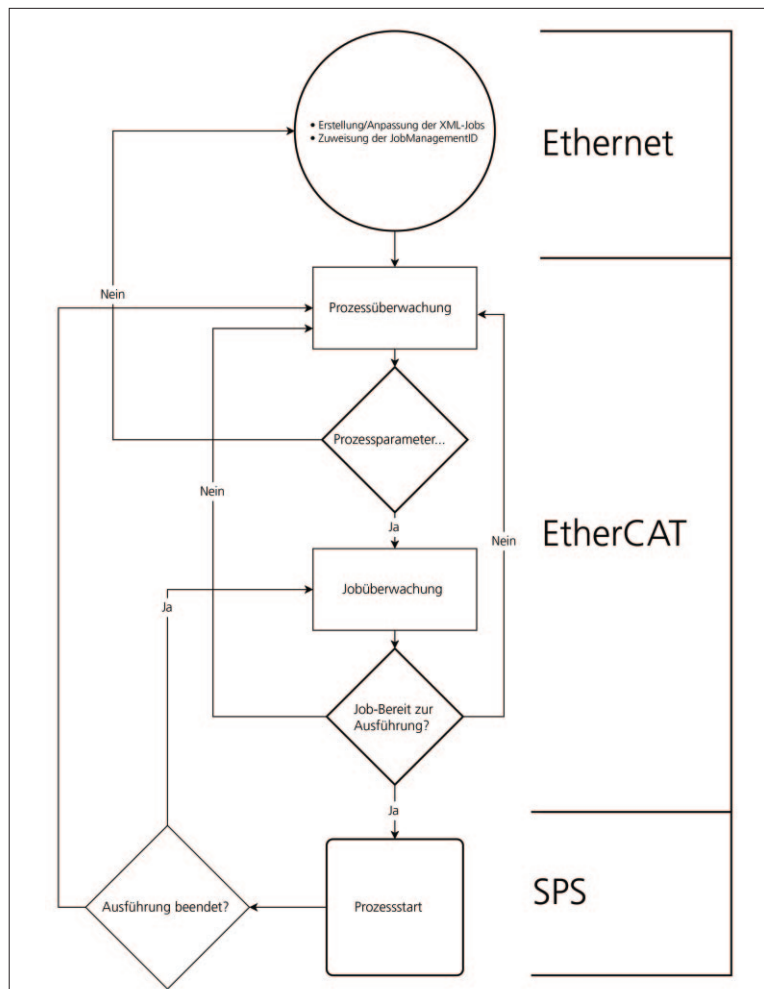 • Erstellung/Anpassung der XML-Jobs
• Zuweisung der JobManagementID
Ethernet
Nein
Prozessüberwachung
Prozessparameter...
Nein
Ja
Nein
EtherCAT
Jobüberwachung
Ja
Job-Bereit zur
Ausführung?
Ja
SPS
Ausführung beendet?
Prozessstart